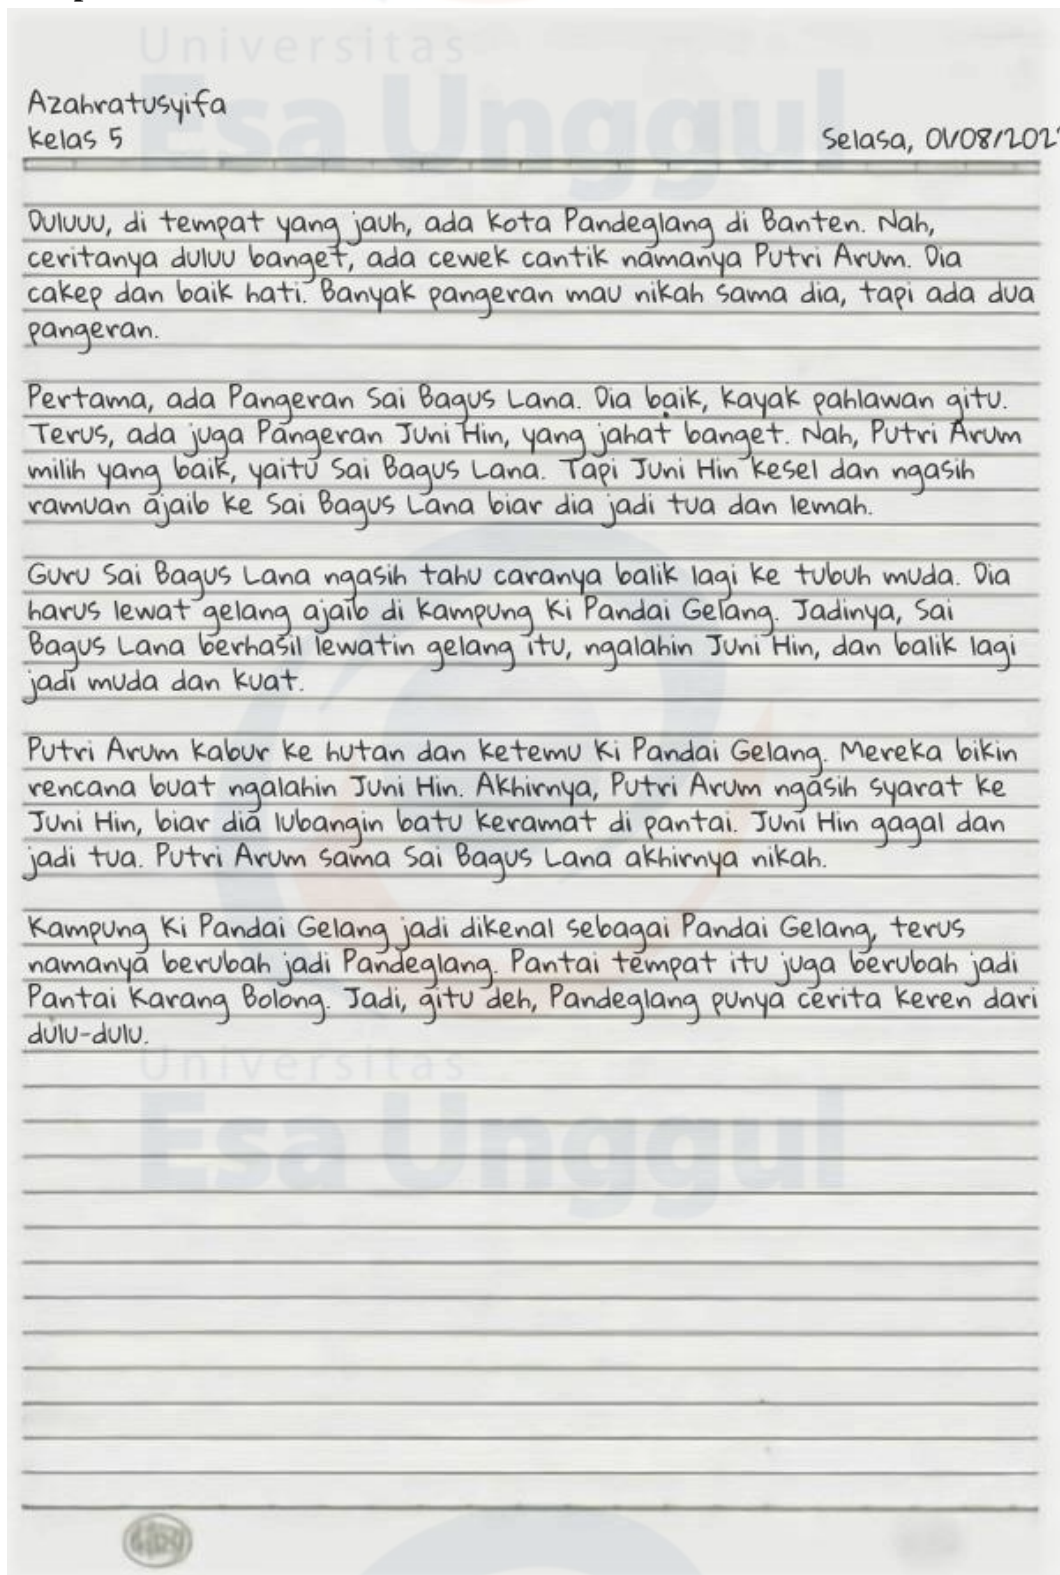 Universitas
Esa Unggul
Azahratusyifa
Kelas 5
Selasa, 01/08/202
Duluuu, di tempat yang jauh, ada kota Pandeglang di Banten. Nah,
ceritanya duluu banget, ada cewek cantik namanya Putri Arum. Dia
cakep dan baik hati. Banyak pangeran mau nikah sama dia, tapi ada dua
pangeran.
Pertama, ada Pangeran Sai Bagus Lana. Dia baik, kayak pahlawan gitu.
Terus, ada juga Pangeran Juni Hin, yang jahat banget. Nah, Putri Arum
milih yang baik, yaitu Sai Bagus Lana. Tapi Juni Hin kesel dan ngasih
ramuan ajaib ke Sai Bagus Lana biar dia jadi tua dan lemah.
Guru Sai Bagus Lana ngasih tahu caranya balik lagi ke tubuh muda. Dia
harus lewat gelang ajaib di Kampung Ki Pandai Gelang. Jadinya, Sai
Bagus Lana berhasil lewatin gelang itu, ngalahin Juni Hin, dan balik lagi
jadi muda dan kuat.
Putri Arum kabur ke hutan dan ketemu Ki Pandai Gelang. Mereka bikin
rencana buat ngalahin Juni Hin. Akhirnya, Putri Arum ngasih syarat ke
Juni Hin, biar dia lubangin batu keramat di pantai. Juni Hin gagal dan
jadi tua. Putri Arum sama Sai Bagus Lana akhirnya nikah.
Kampung Ki Pandai Gelang jadi dikenal sebagai Pandai Gelang, terus
namanya berubah jadi Pandeglang. Pantai tempat itu juga berubah jadi
Pantai Karang Bolong. Jadi, gitu deh, Pandeglang punya cerita keren dari
dulu-dulu.
Universitas
Esa Unggul